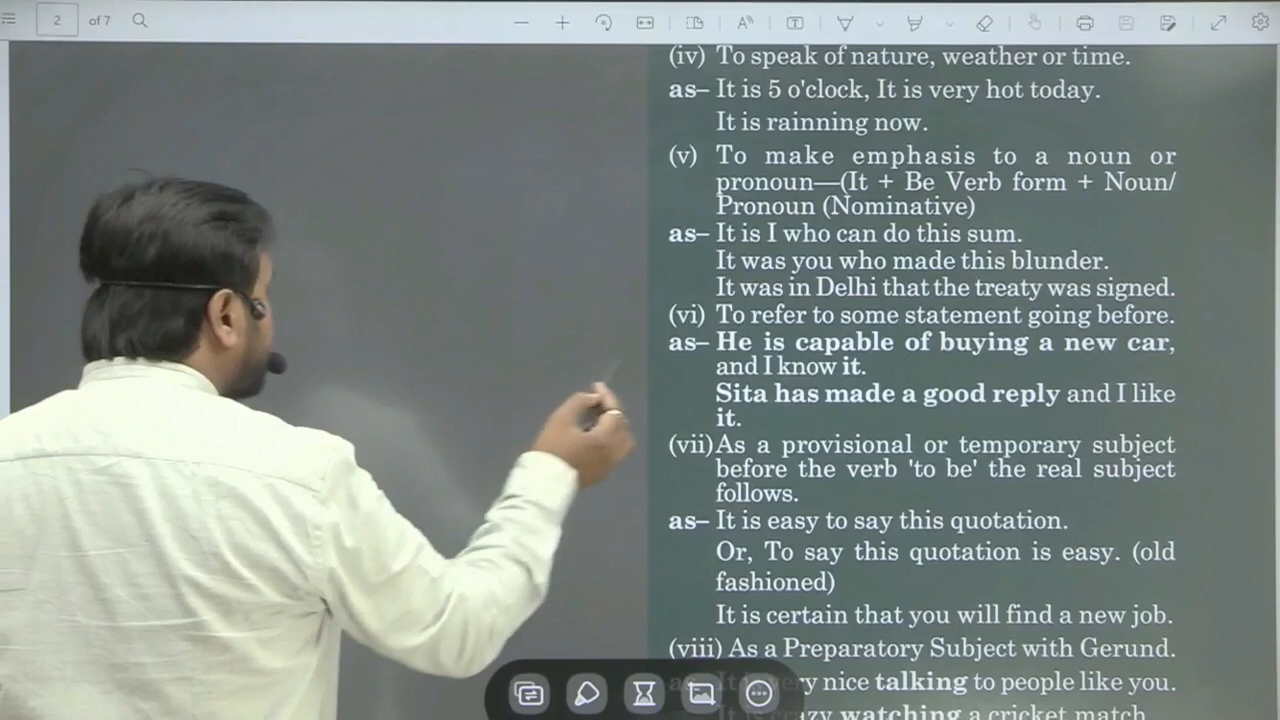 2 of 7
(iv) To speak of nature, weather or time.
as– It is 5 o'clock, It is very hot today.
It is rainning now.
(v) To make emphasis to a noun or
pronoun—(It + Be Verb form + Noun/
Pronoun (Nominative)
as– It is I who can do this sum.
It was you who made this blunder.
It was in Delhi that the treaty was signed.
(vi) To refer to some statement going before.
as– He is capable of buying a new car,
and I know it.
Sita has made a good reply and I like
it.
(vii) As a provisional or temporary subject
before the verb 'to be' the real subject
follows.
as– It is easy to say this quotation.
Or, To say this quotation is easy. (old
fashioned)
It is certain that you will find a new job.
(viii) As a Preparatory Subject with Gerund.
nice talking to people like you.
watching a cricket match